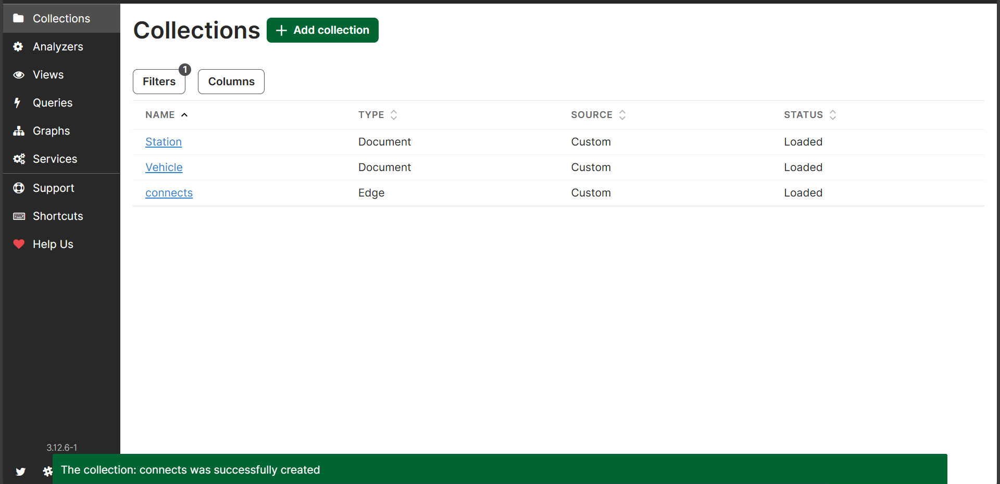 Collections
Analyzers
Views
Queries
Graphs
Services
Support
Shortcuts
Help Us
3.12.6-1
Collections
Add collection
Filters
1
Columns
NAME TYPE SOURCE STATUS
Station Document Custom Loaded
Vehicle Document Custom Loaded
connects Edge Custom Loaded
The collection: connects was successfully created